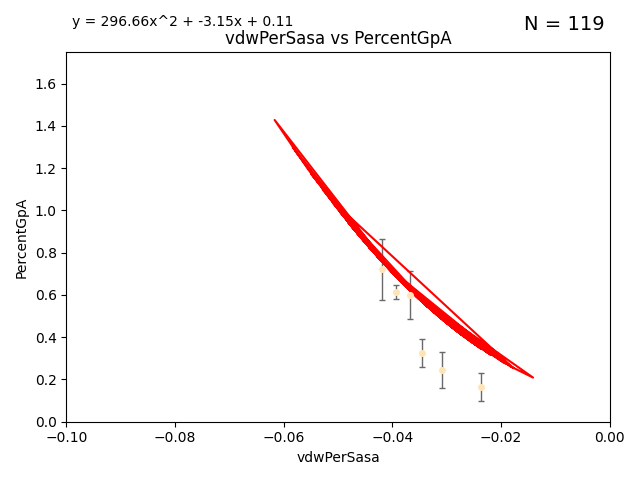 y = 296.66x^2 + -3.15x + 0.11
N = 119
vdwPerSasa vs PercentGpA
PercentGpA
1.6
1.4
1.2
1.0
0.8
0.6
0.4
0.2
0.0
−0.10 −0.08 −0.06 −0.04 −0.02 0.00
vdwPerSasa